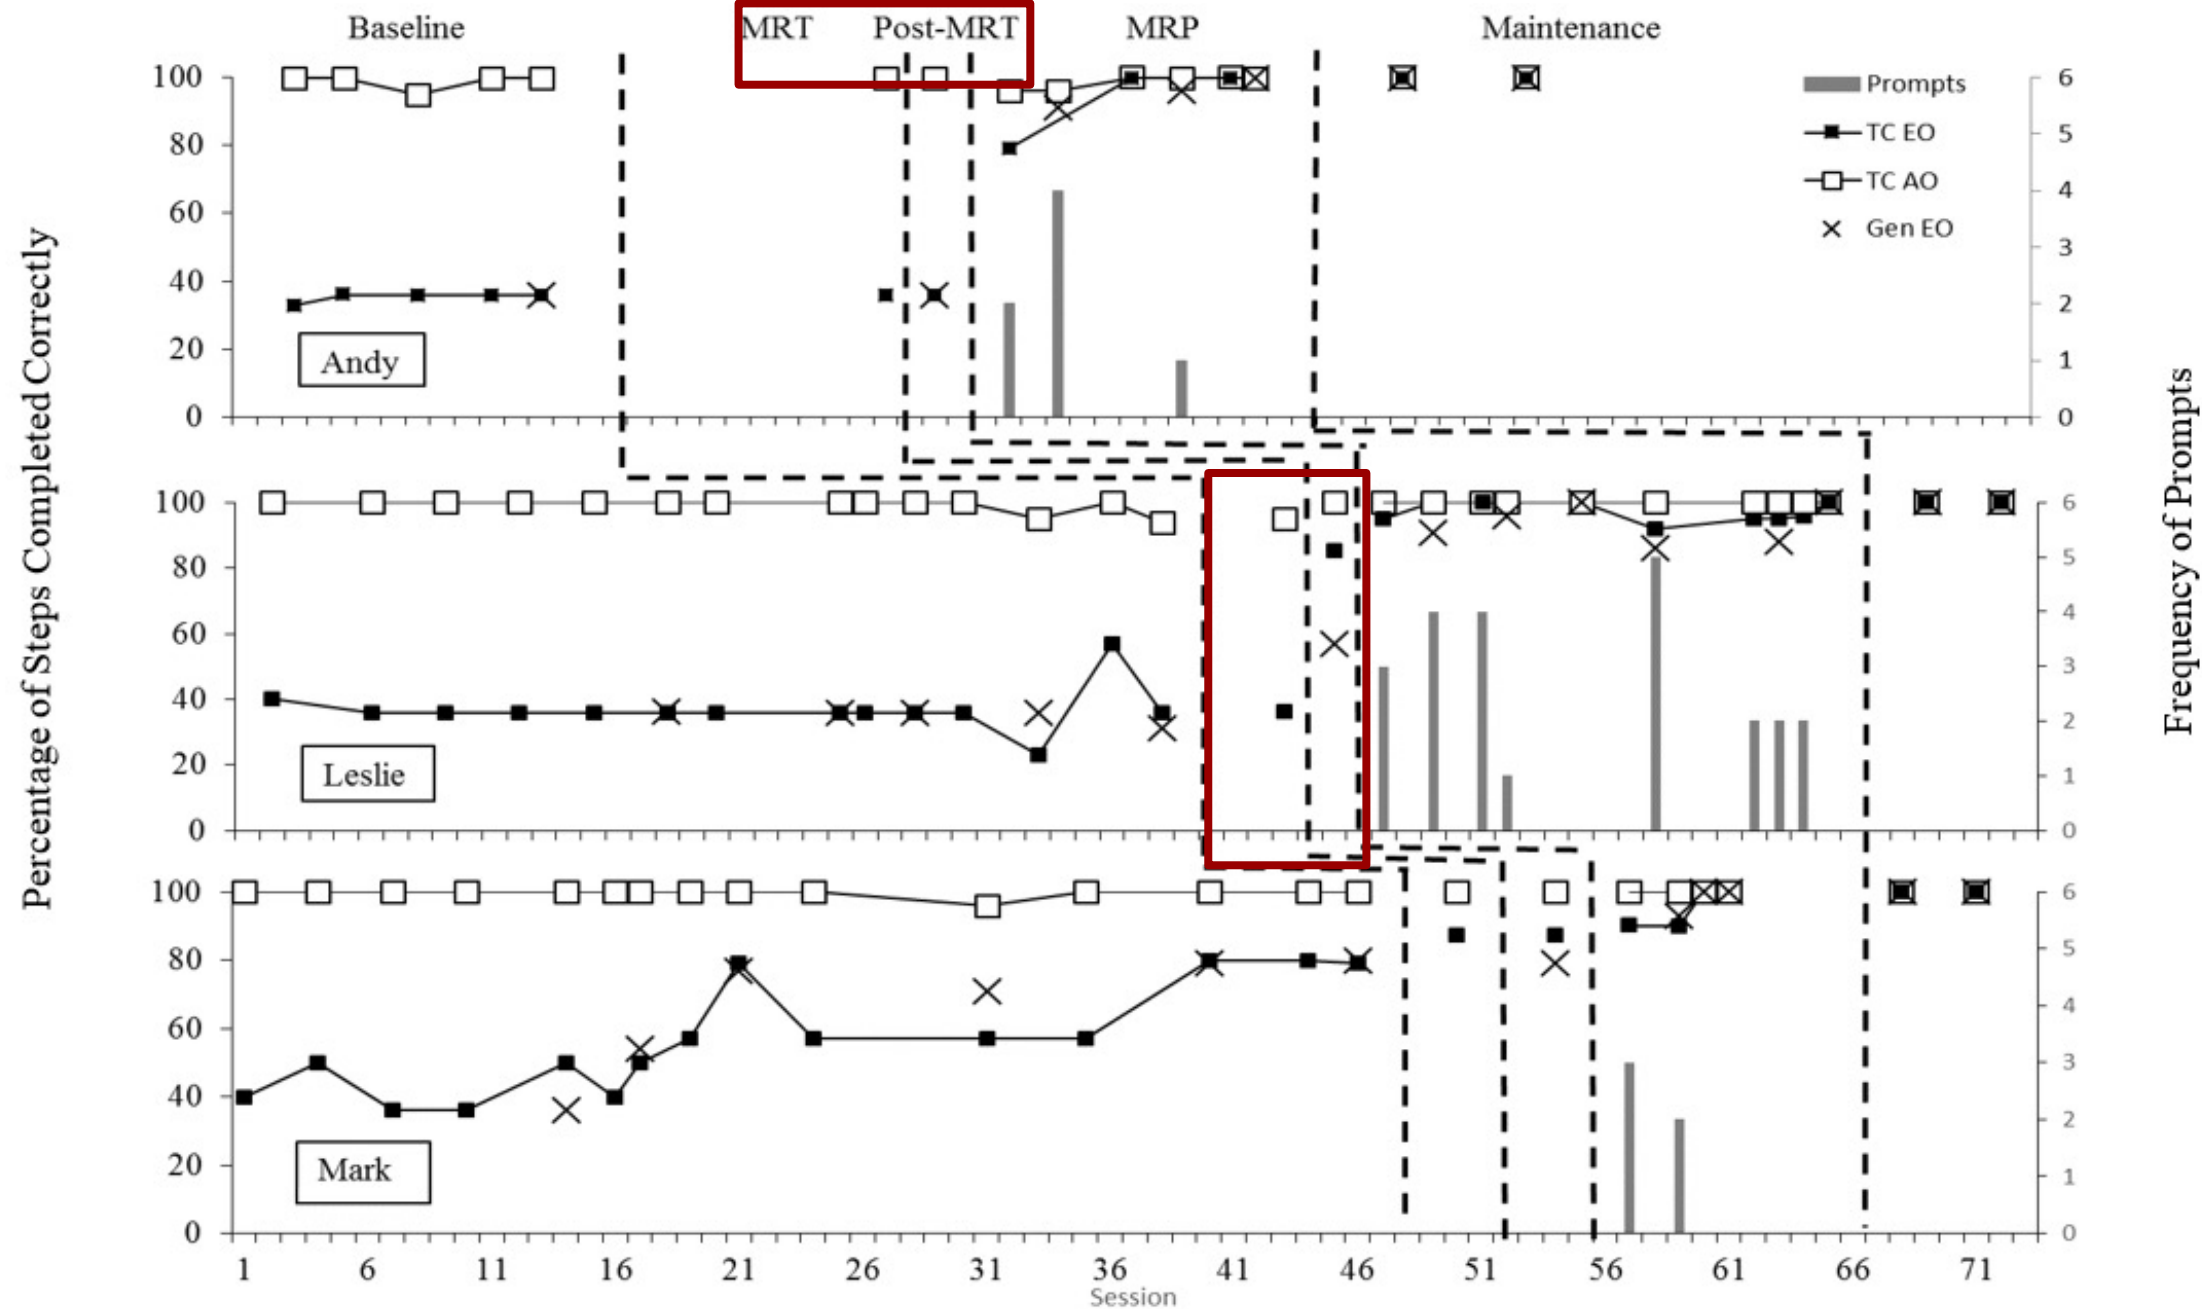 Baseline MRT Post-MRT MRP Maintenance
Percentage of Steps Completed Correctly
Frequency of Prompts
100 80 60 40 20 0
6 5 4 3 2 1 0
Prompts
TC EO
TC AO
Gen EO
Andy
100 80 60 40 20 0
6 5 4 3 2 1 0
Leslie
100 80 60 40 20 0
6 5 4 3 2 1 0
Mark
1 6 11 16 21 26 31 36 41 46 51 56 61 66 71
Session